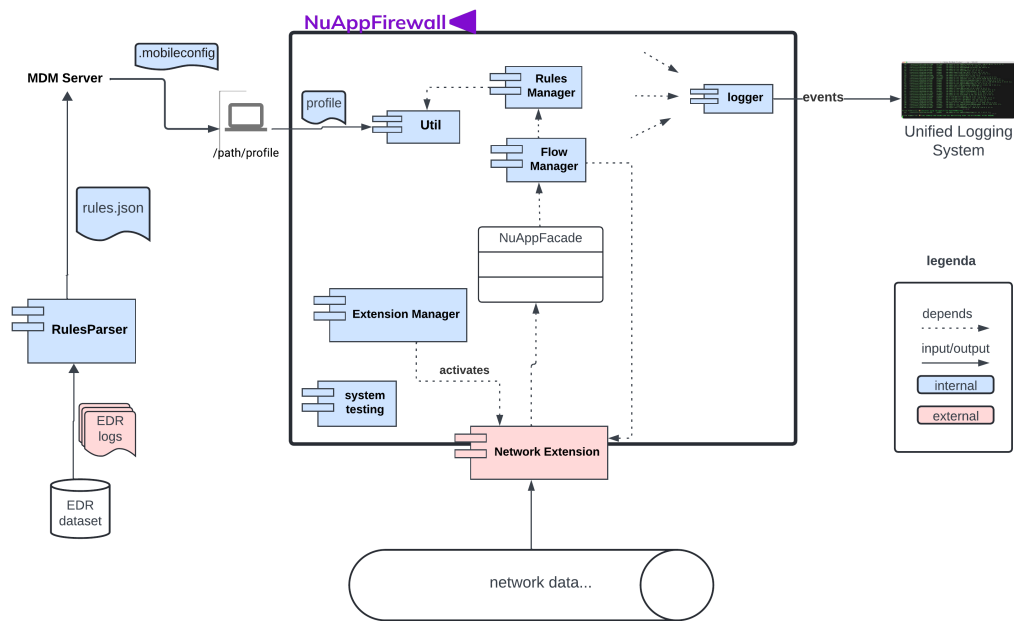 NuAppFirewall
.mobileconfig
MDM Server
profile
/path/profile
Util
Rules
Manager
Flow
Manager
logger
events
Unified Logging
System
rules.json
NuAppFacade
RulesParser
Extension Manager
activates
system
testing
Network Extension
EDR
logs
EDR
dataset
network data...
legenda
depends
input/output
internal
external